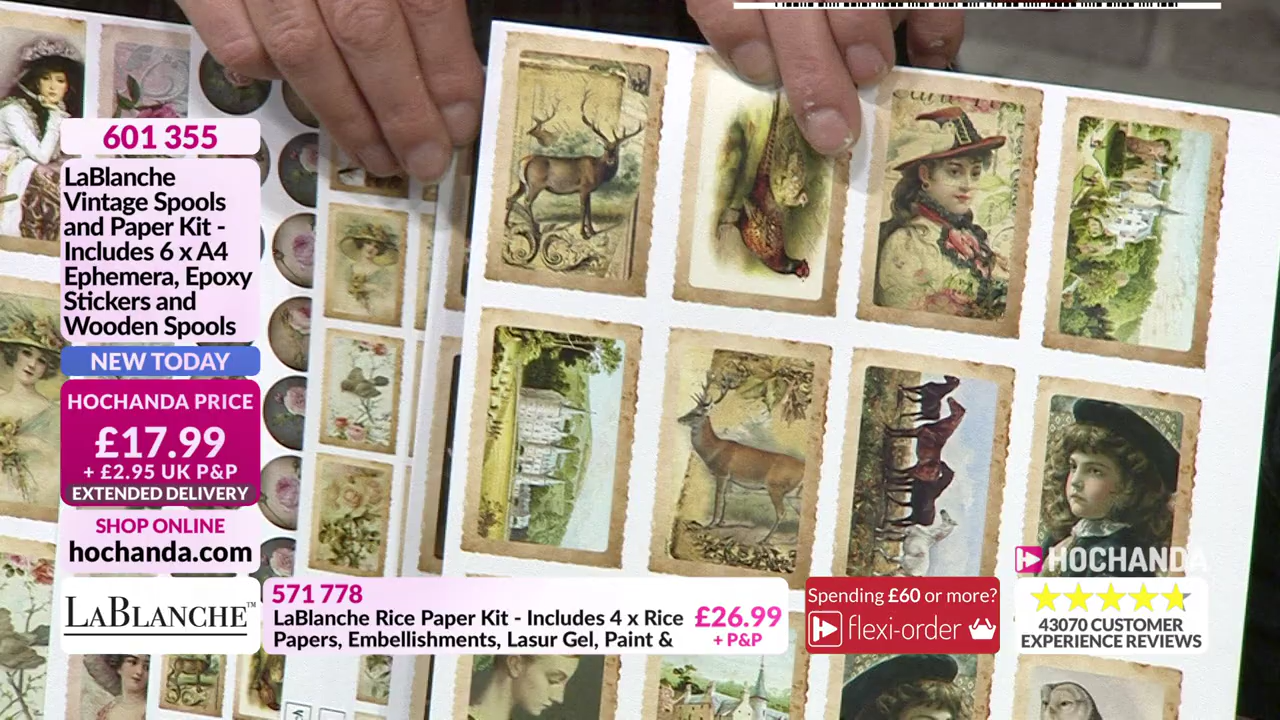 601 355
LaBlanche
Vintage Spools
and Paper Kit -
Includes 6 x A4
Ephemera, Epoxy
Stickers and
Wooden Spools
NEW TODAY
HOCHANDA PRICE
£17.99
+ £2.95 UK P&P
EXTENDED DELIVERY
SHOP ONLINE
hochanda.com
LABLANCHE™
571 778
LaBlanche Rice Paper Kit - Includes 4 x Rice
Papers, Embellishments, Lasur Gel, Paint &
£26.99
+ P&P
Spending £60 or more?
flexi-order
HOCHANDA
43070 CUSTOMER
EXPERIENCE REVIEWS